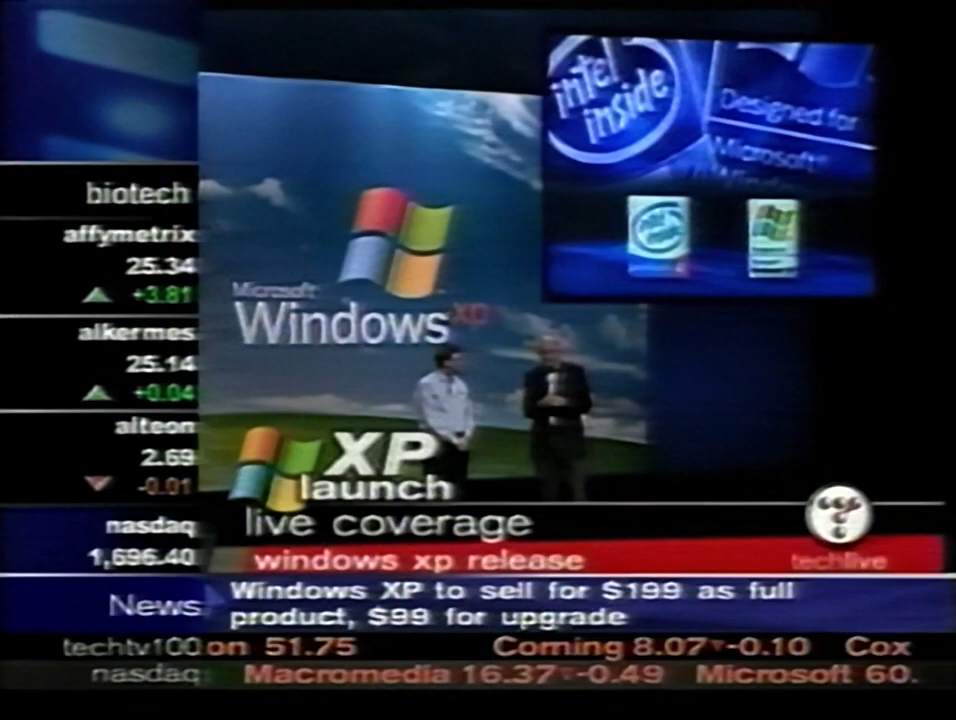 intel
inside
Designed for
Microsoft®
biotech
affymetrix
25.34
+3.81
alkermes
25.14
+0.04
alteon
2.69
-0.01
nasdaq
1,696.40
Microsoft
Windows xp
XP
launch
live coverage
windows xp release
techlive
News
Windows XP to sell for $199 as full
product, $99 for upgrade
techtv100 on 51.75 Corning 8.07 -0.10 Cox
nasdaq Macromedia 16.37 -0.49 Microsoft 60.